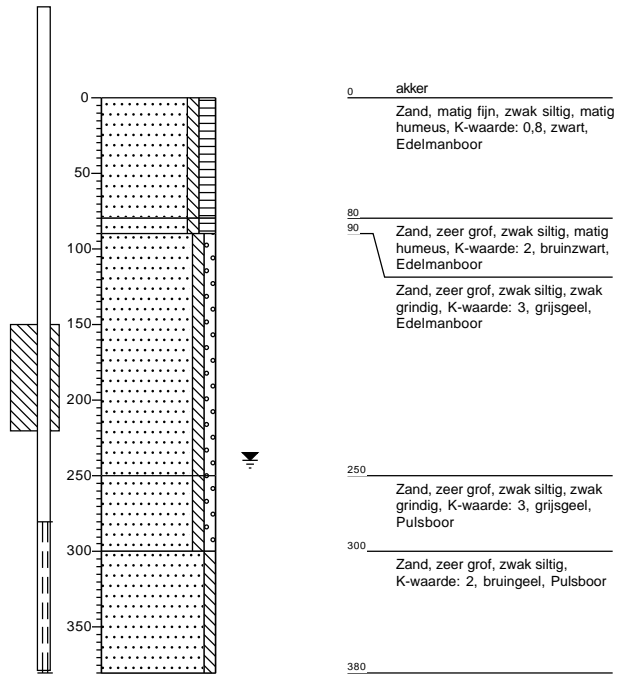 0
50
100
150
200
250
300
350
0 akker
Zand, matig fijn, zwak siltig, matig
humeus, K-waarde: 0,8, zwart,
Edelmanboor
80
Zand, zeer grof, zwak siltig, matig
humeus, K-waarde: 2, bruinzwart,
Edelmanboor
90
Zand, zeer grof, zwak siltig, zwak
grindig, K-waarde: 3, grijsgeel,
Edelmanboor
250
Zand, zeer grof, zwak siltig, zwak
grindig, K-waarde: 3, grijsgeel,
Pulsboor
300
Zand, zeer grof, zwak siltig,
K-waarde: 2, bruingeel, Pulsboor
380